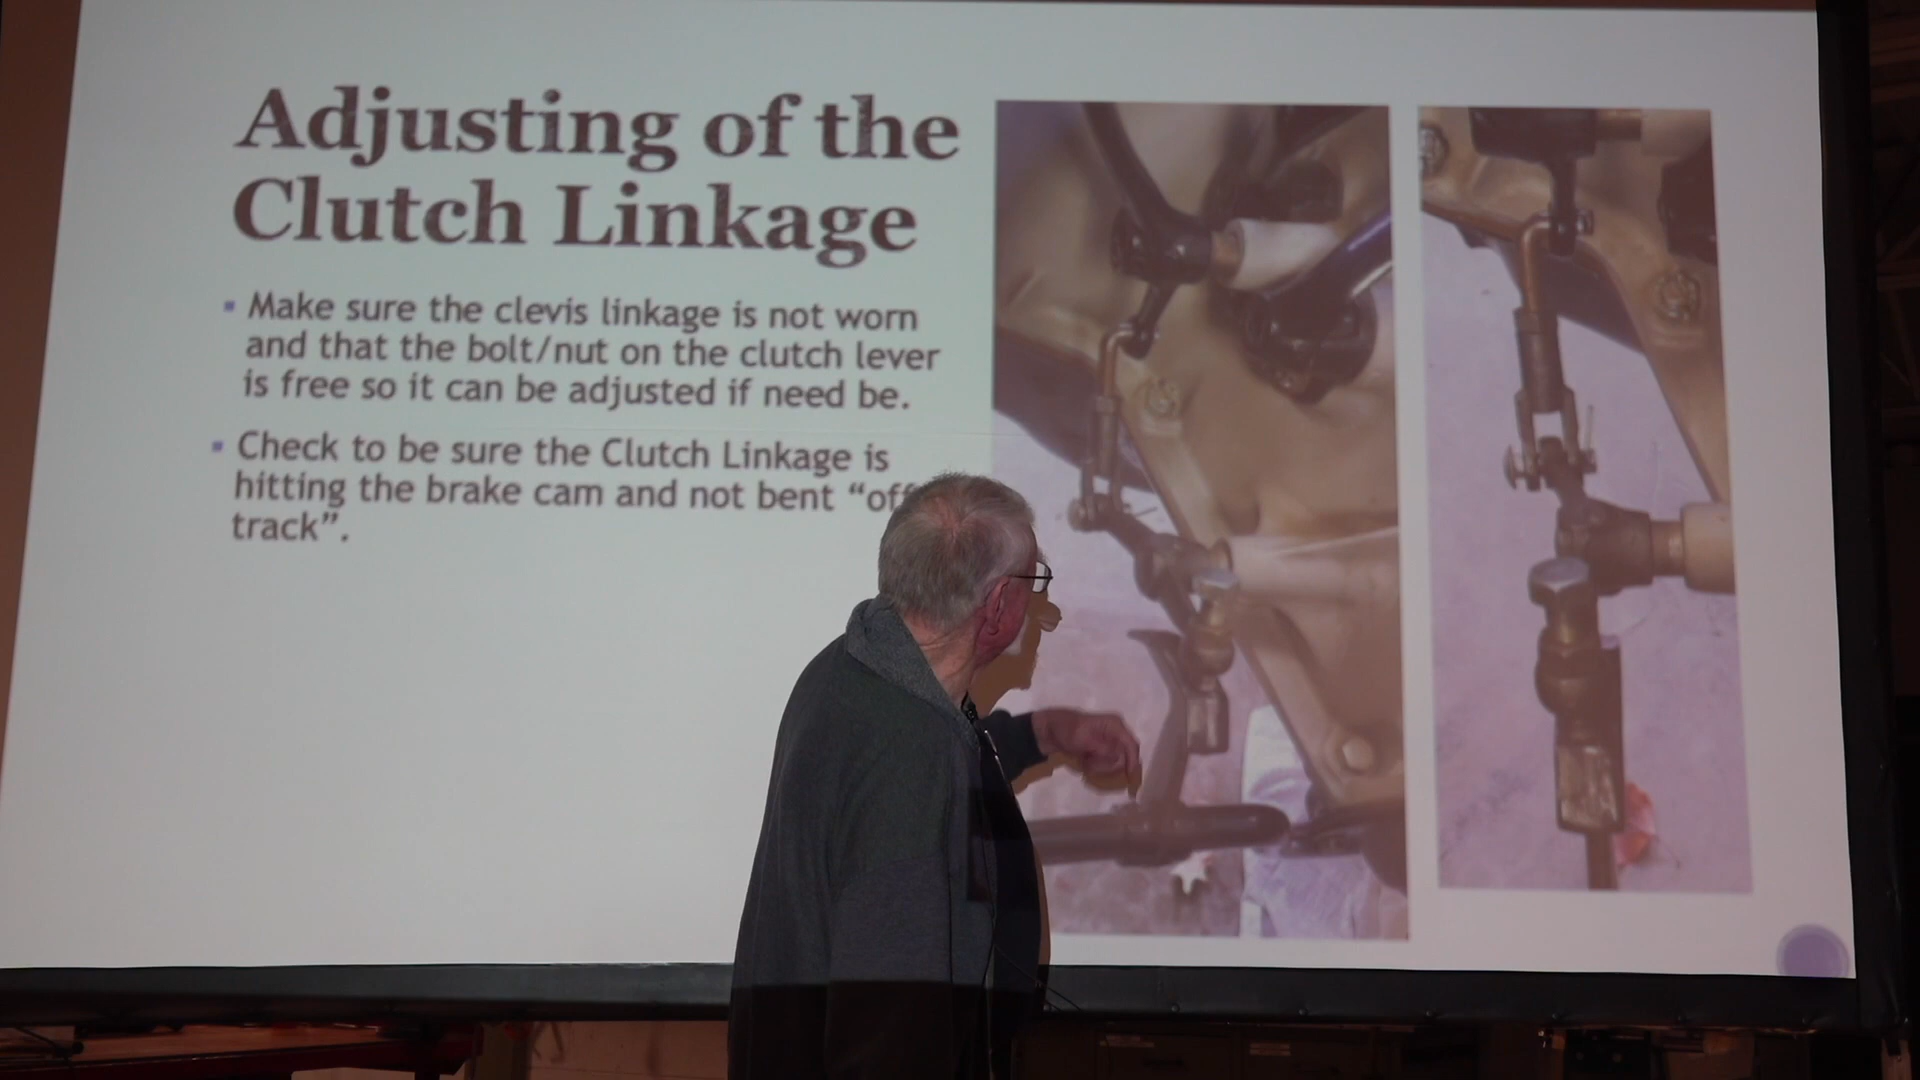 Adjusting of the
Clutch Linkage
▪ Make sure the clevis linkage is not worn
and that the bolt/nut on the clutch lever
is free so it can be adjusted if need be.
▪ Check to be sure the Clutch Linkage is
hitting the brake cam and not bent “off
track”.